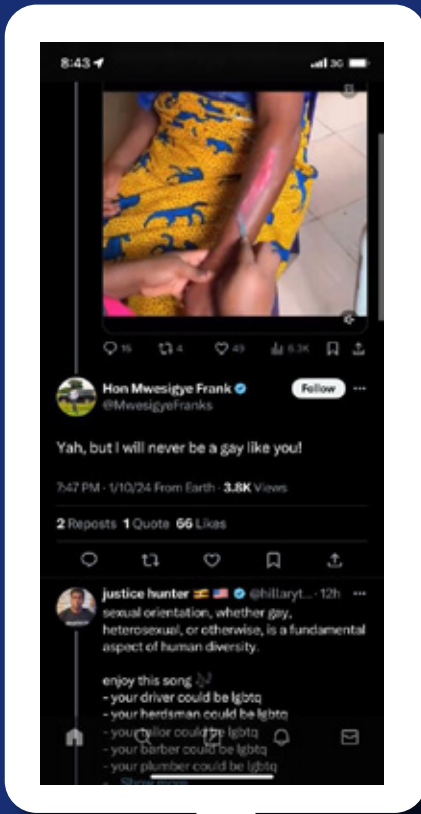 8:43
3G
16 4 49 6.3K
Hon Mwesigye Frank
Follow
@MwesigyeFranks
Yah, but I will never be a gay like you!
7:47 PM · 1/10/24 From Earth · 3.8K Views
2 Reposts 1 Quote 66 Likes
justice hunter 🇺🇬 🇺🇸 @hillaryt... · 12h
sexual orientation, whether gay,
heterosexual, or otherwise, is a fundamental
aspect of human diversity.
enjoy this song 🎶
- your driver could be lgbtq
- your herdsman could be lgbtq
- your tailor could be lgbtq
- your barber could be lgbtq
- your plumber could be lgbtq
- Show more